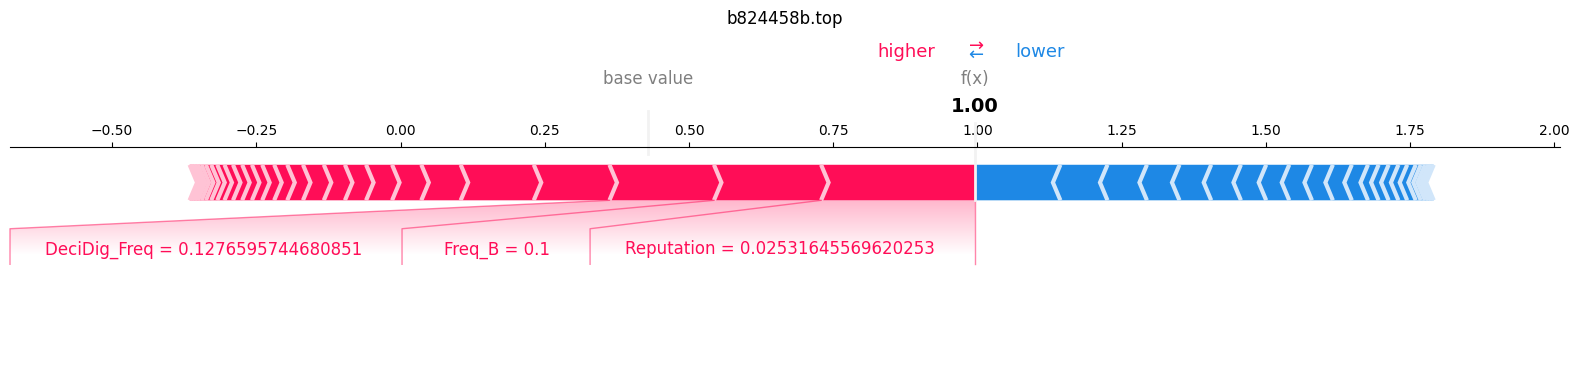 b824458b.top
higher ⇄ lower
base value f(x)
1.00
−0.50 −0.25 0.00 0.25 0.50 0.75 1.00 1.25 1.50 1.75 2.00
DeciDig_Freq = 0.1276595744680851 Freq_B = 0.1 Reputation = 0.02531645569620253